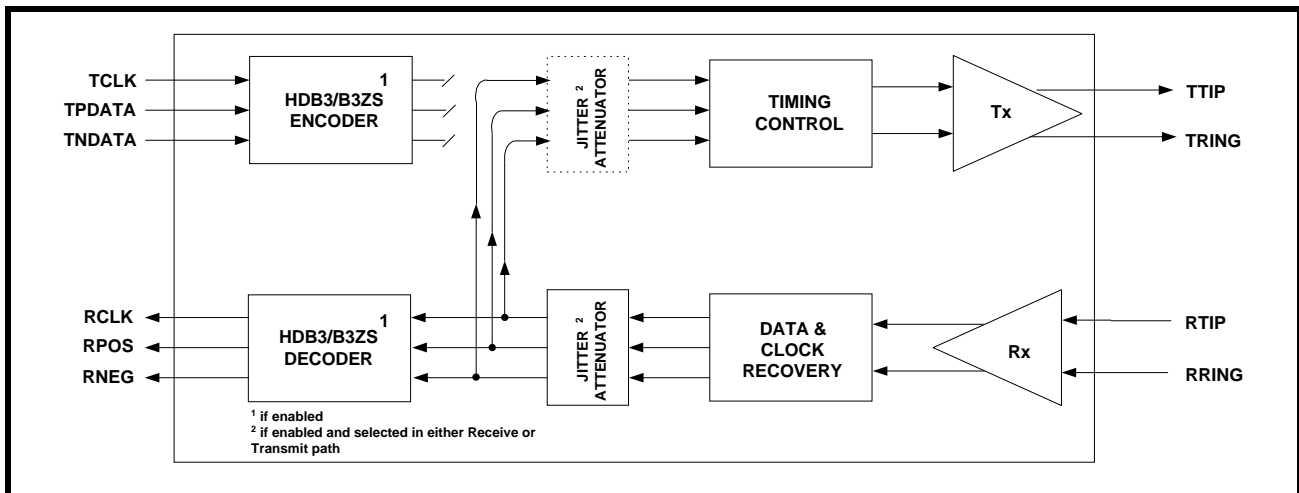 TCLK
TPDATA
TNDATA
HDB3/B3ZS
ENCODER
1
JITTER 2
ATTENUATOR
TIMING
CONTROL
Tx
TTIP
TRING
RCLK
RPOS
RNEG
HDB3/B3ZS
DECODER
1
JITTER 2
ATTENUATOR
DATA &
CLOCK
RECOVERY
Rx
RTIP
RRING
1 if enabled
2 if enabled and selected in either Receive or
Transmit path